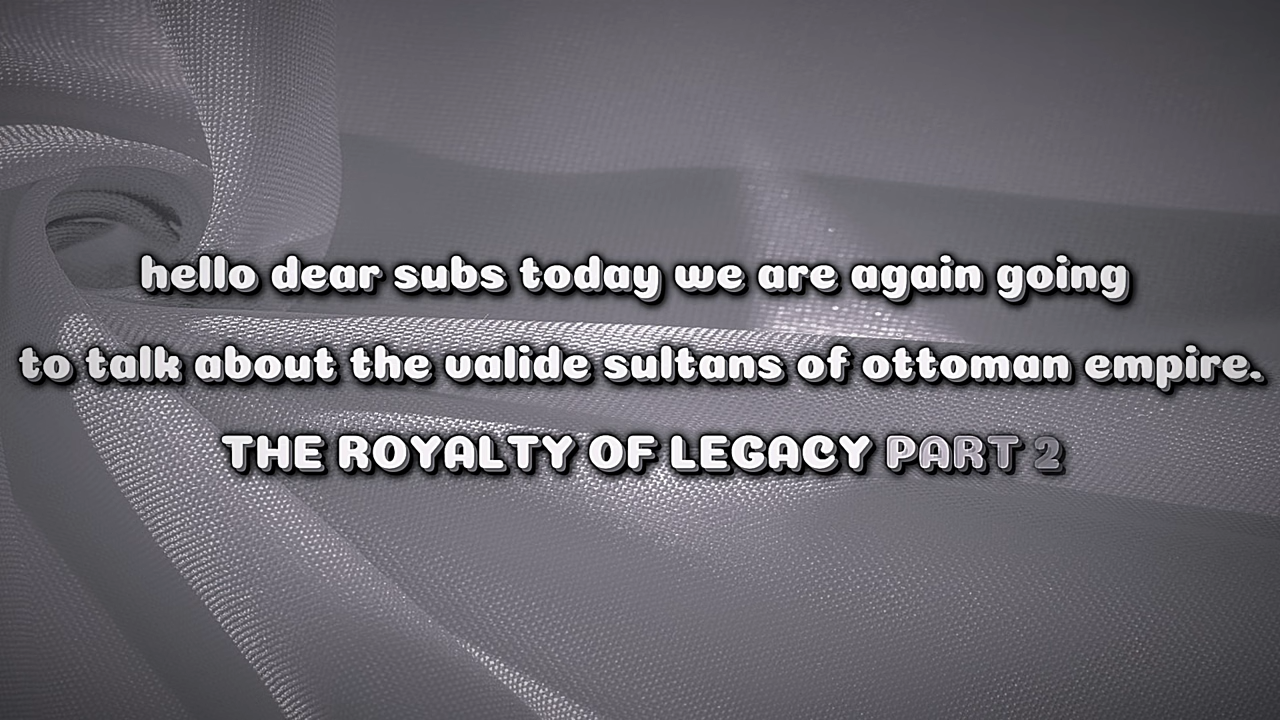 hello dear subs today we are again going
to talk about the valide sultans of ottoman empire.
THE ROYALTY OF LEGACY PART 2